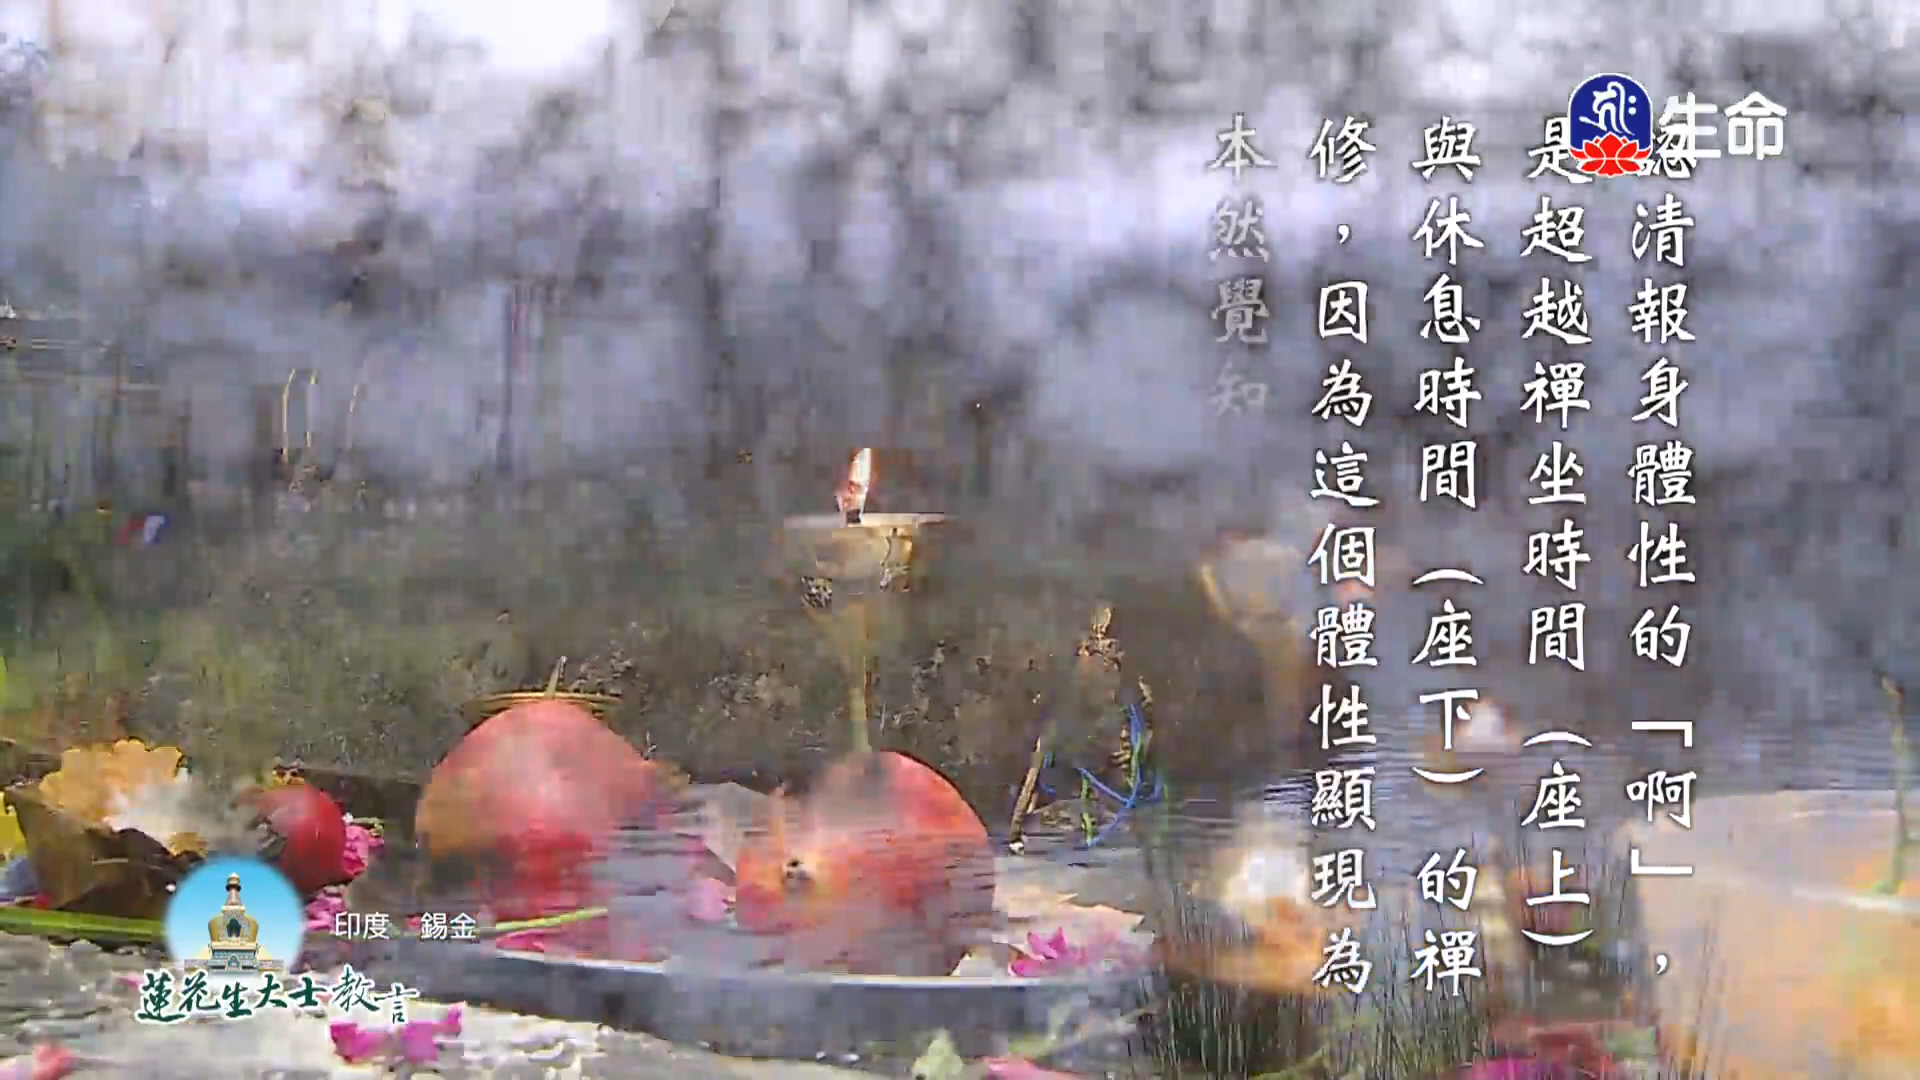 生命
認清報身體性的「啊」，
是超越禪坐時間（座上）
與休息時間（座下）的禪
修，因為這個體性顯現為
本然覺知
印度　錫金
蓮花生大士教言